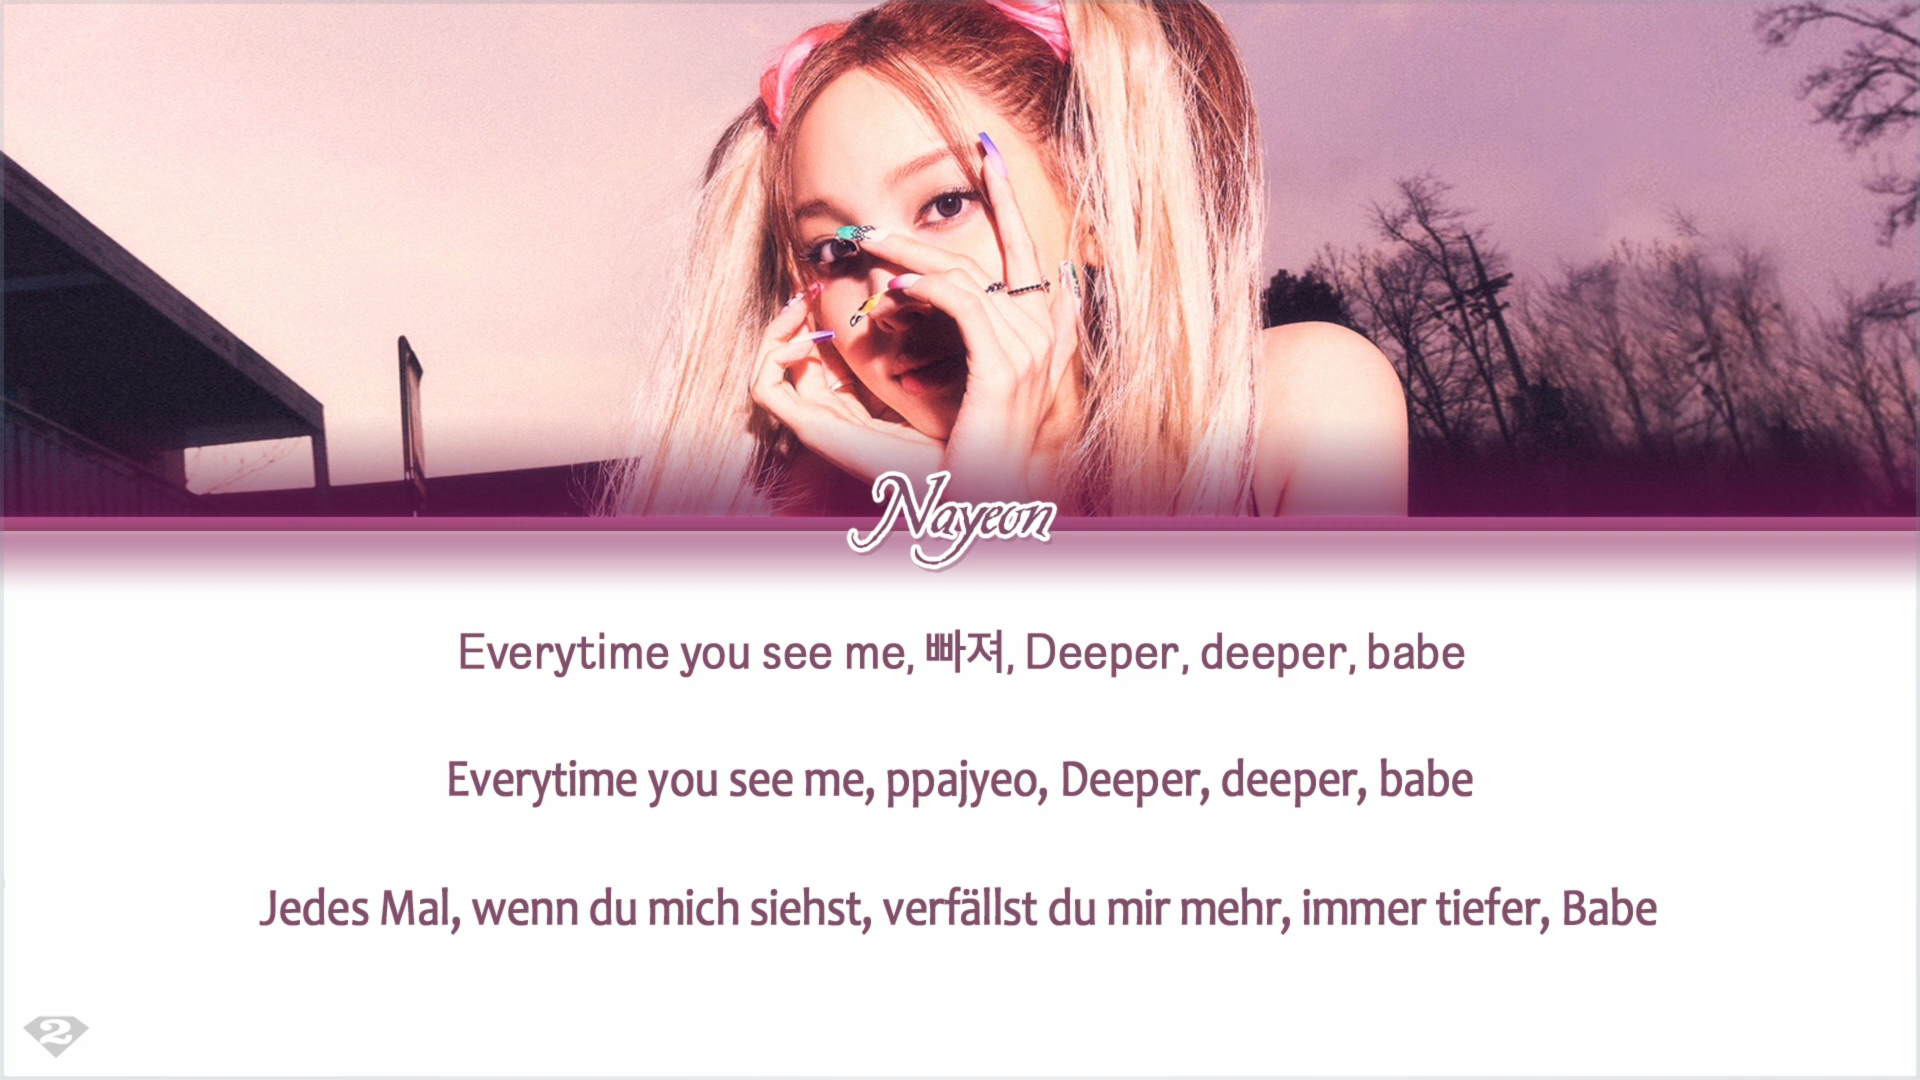 Nayeon
Everytime you see me, 빠져, Deeper, deeper, babe
Everytime you see me, ppajyeo, Deeper, deeper, babe
Jedes Mal, wenn du mich siehst, verfällst du mir mehr, immer tiefer, Babe
2